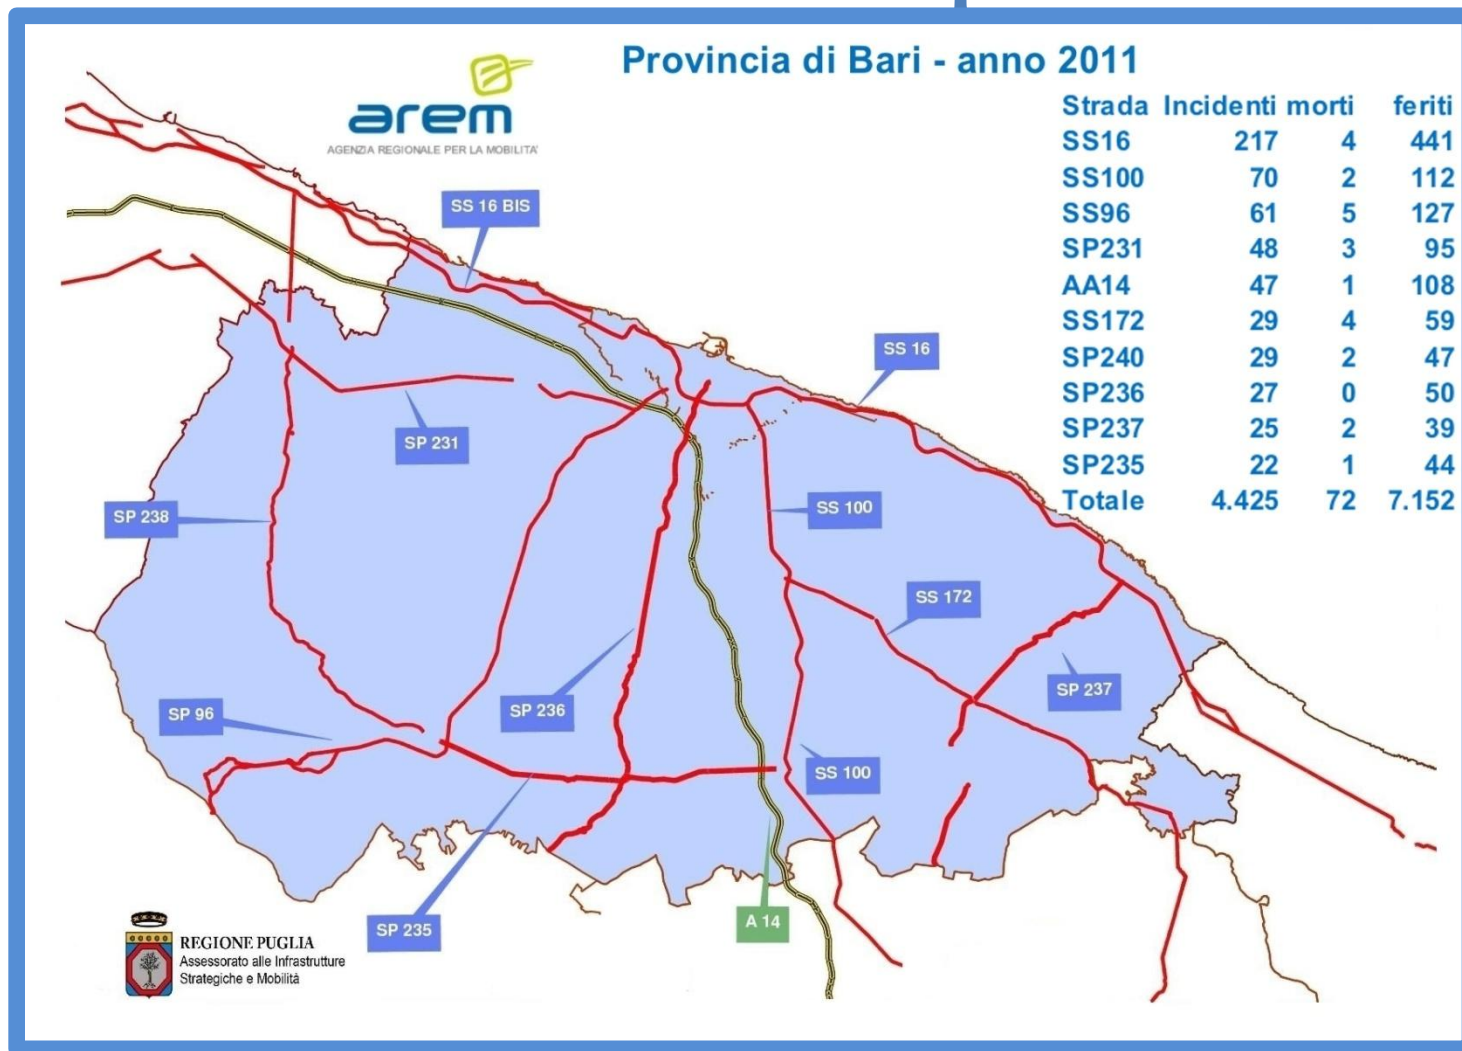 Provincia di Bari - anno 2011
arem
AGENZIA REGIONALE PER LA MOBILITA'
Strada Incidenti morti feriti
SS16 217 4 441
SS100 70 2 112
SS96 61 5 127
SP231 48 3 95
AA14 47 1 108
SS172 29 4 59
SP240 29 2 47
SP236 27 0 50
SP237 25 2 39
SP235 22 1 44
Totale 4.425 72 7.152
SS 16 BIS
SS 16
SP 231
SP 238
SS 100
SS 172
SP 237
SP 96
SP 236
SS 100
SP 235
A 14
REGIONE PUGLIA
Assessorato alle Infrastrutture
Strategiche e Mobilità